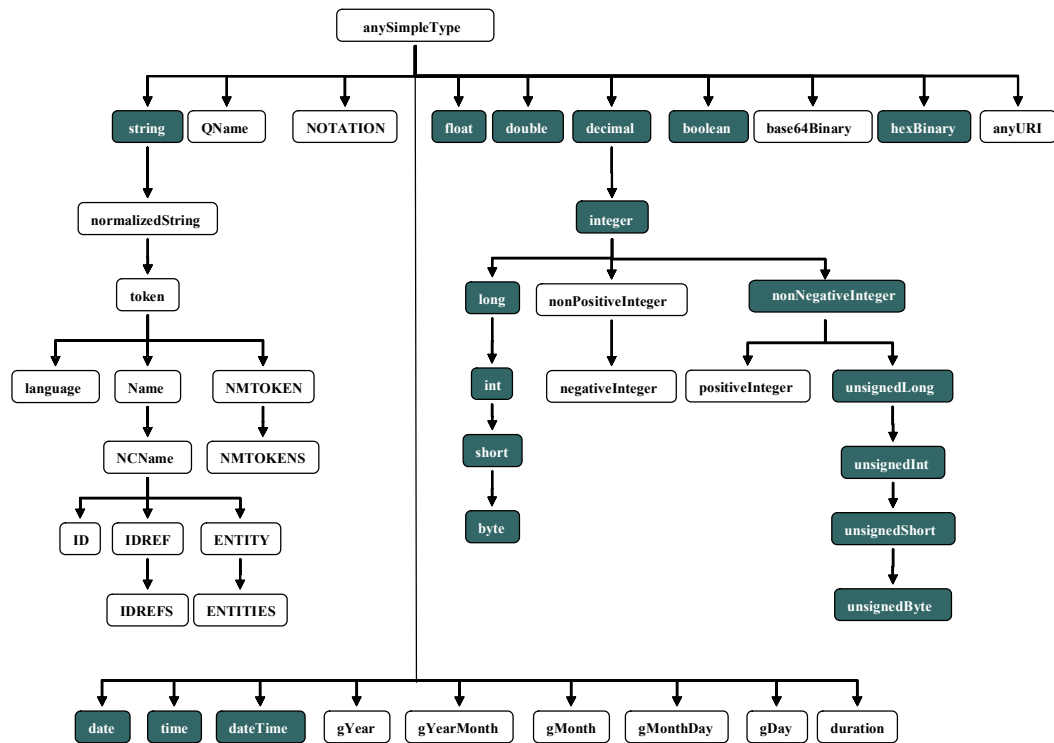 anySimpleType
string
QName
NOTATION
float
double
decimal
boolean
base64Binary
hexBinary
anyURI
normalizedString
integer
token
long
nonPositiveInteger
nonNegativeInteger
language
Name
NMTOKEN
int
negativeInteger
positiveInteger
unsignedLong
NCName
NMTOKENS
short
unsignedInt
ID
IDREF
ENTITY
byte
unsignedShort
IDREFS
ENTITIES
unsignedByte
date
time
dateTime
gYear
gYearMonth
gMonth
gMonthDay
gDay
duration